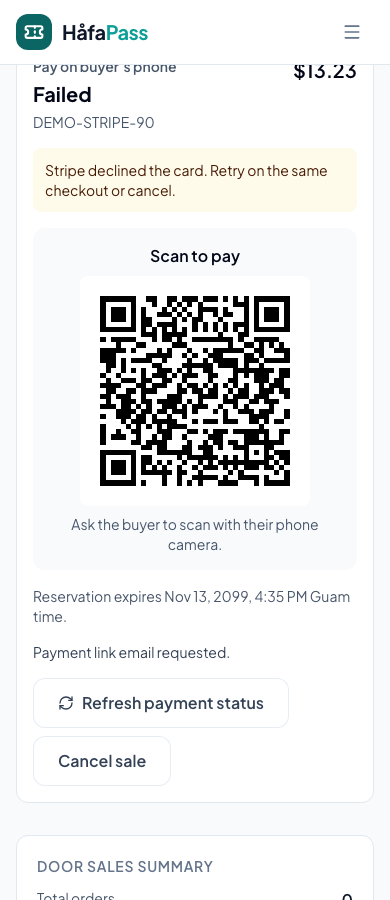 HåfaPass
Pay on buyer's phone
$13.23
Failed
DEMO-STRIPE-90
Stripe declined the card. Retry on the same
checkout or cancel.
Scan to pay
Ask the buyer to scan with their phone
camera.
Reservation expires Nov 13, 2099, 4:35 PM Guam
time.
Payment link email requested.
Refresh payment status
Cancel sale
DOOR SALES SUMMARY
Total orders
0